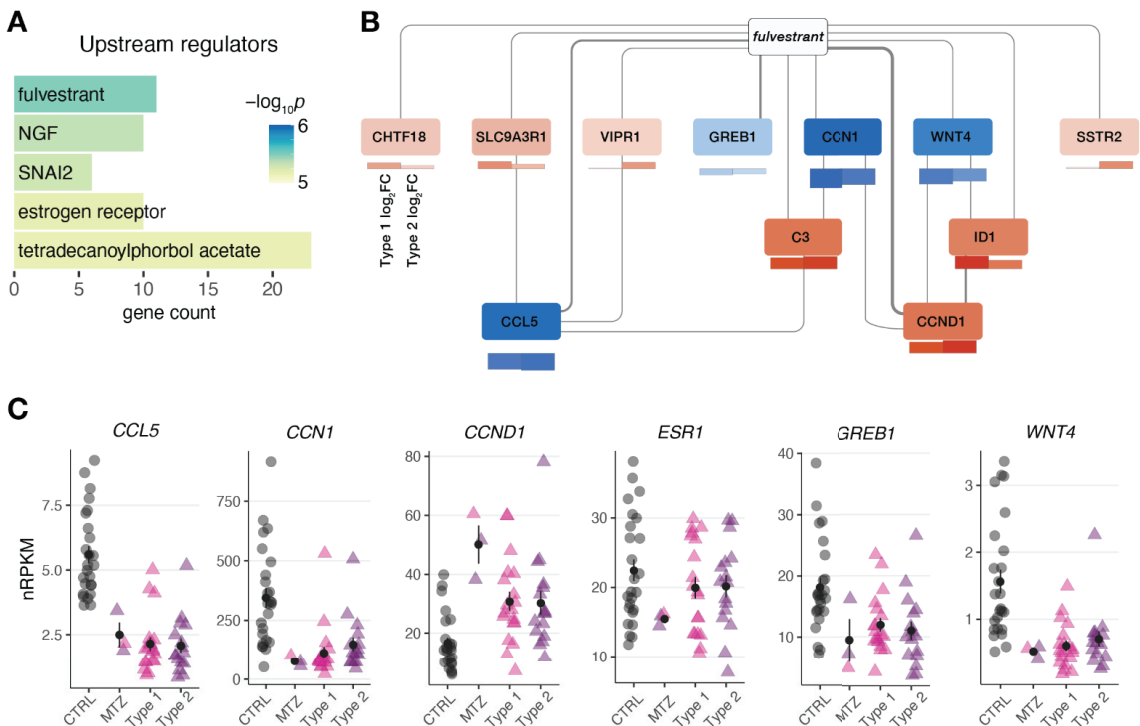 A
Upstream regulators
fulvestrant
NGF
SNAI2
estrogen receptor
tetradecanoylphorbol acetate
−log10p
6
5
0 5 10 15 20
gene count
B
fulvestrant
CHTF18 SLC9A3R1 VIPR1 GREB1 CCN1 WNT4 SSTR2
Type 1 log2FC
Type 2 log2FC
C3 ID1
CCL5 CCND1
C
CCL5 CCN1 CCND1 ESR1 GREB1 WNT4
nRPKM
7.5
5.0
2.5
750
500
250
0
80
60
40
20
40
30
20
10
40
30
20
10
3
2
1
0
CTRL MTZ Type 1 Type 2
CTRL MTZ Type 1 Type 2
CTRL MTZ Type 1 Type 2
CTRL MTZ Type 1 Type 2
CTRL MTZ Type 1 Type 2
CTRL MTZ Type 1 Type 2